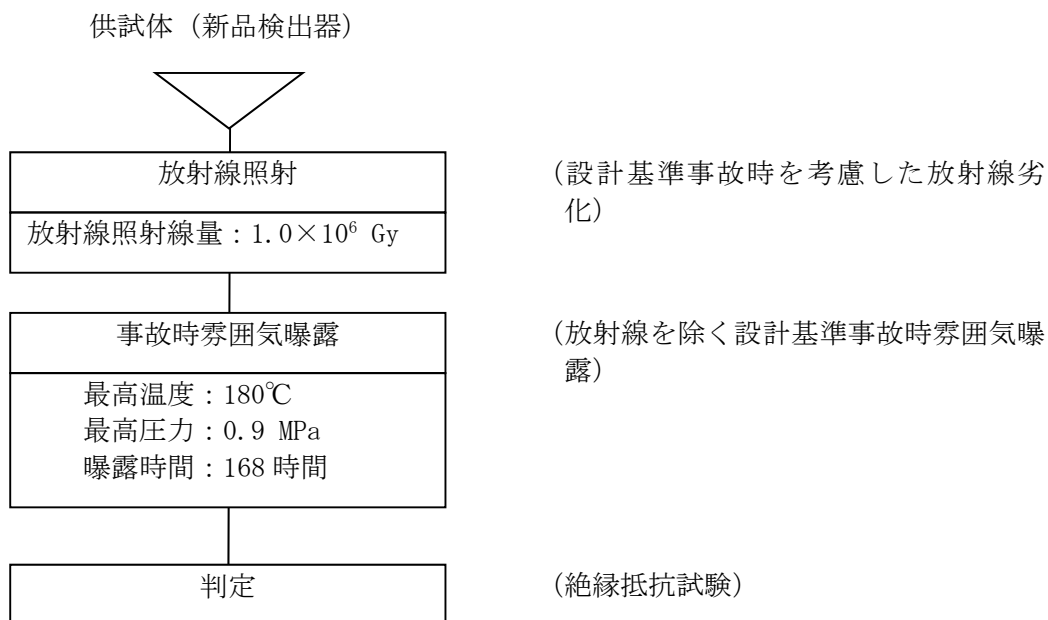 供試体（新品検出器）
放射線照射
（設計基準事故時を考慮した放射線劣
化）
放射線照射線量：1.0×10⁶ Gy
事故時雰囲気曝露
（放射線を除く設計基準事故時雰囲気曝
露）
最高温度：180℃
最高圧力：0.9 MPa
曝露時間：168 時間
判定
（絶縁抵抗試験）